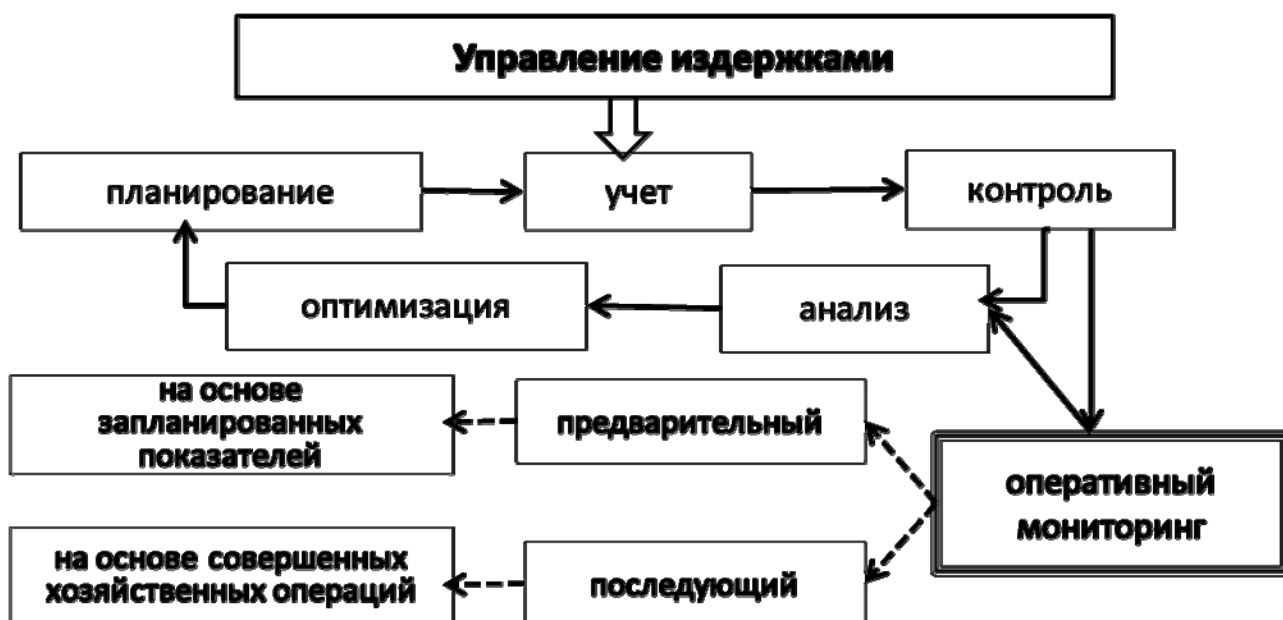 Управление издержками
планирование
учет
контроль
оптимизация
анализ
на основе
запланированных
показателей
предварительный
оперативный
мониторинг
на основе совершенных
хозяйственных операций
последующий